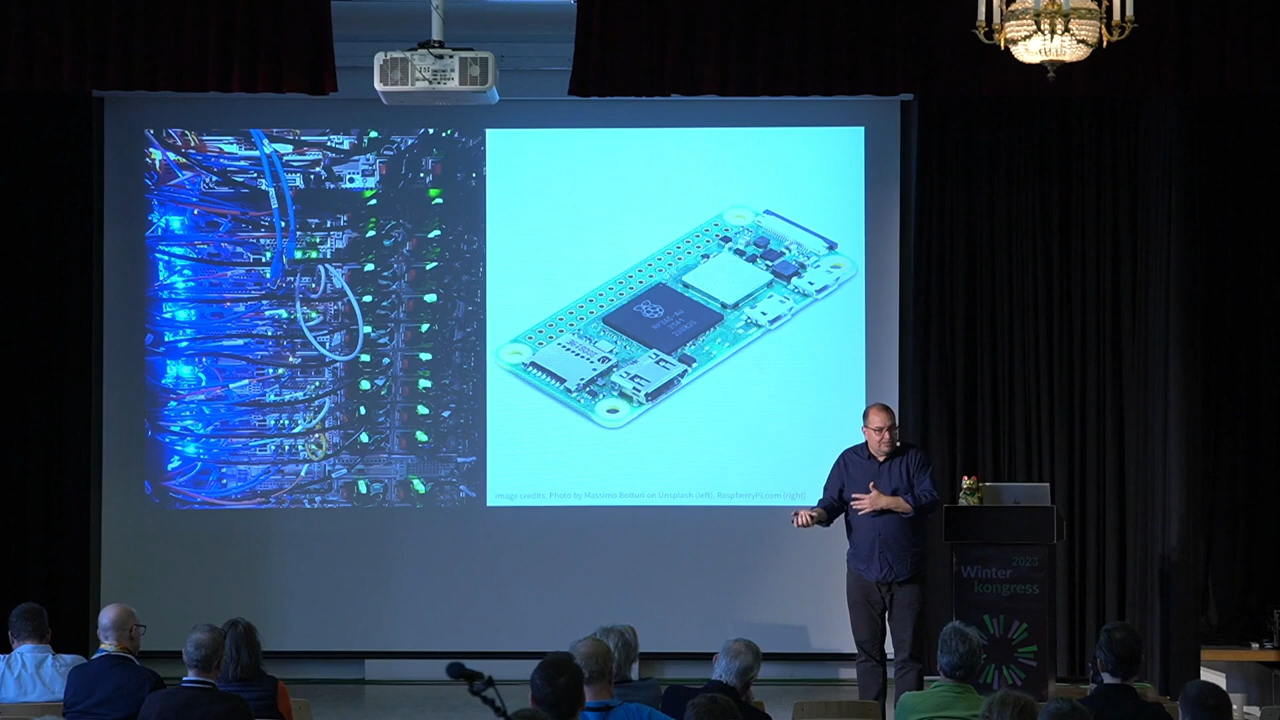 image credits: Photo by Massimo Botturi on Unsplash (left), RaspberryPi.com (right)
2023
Winter
kongress